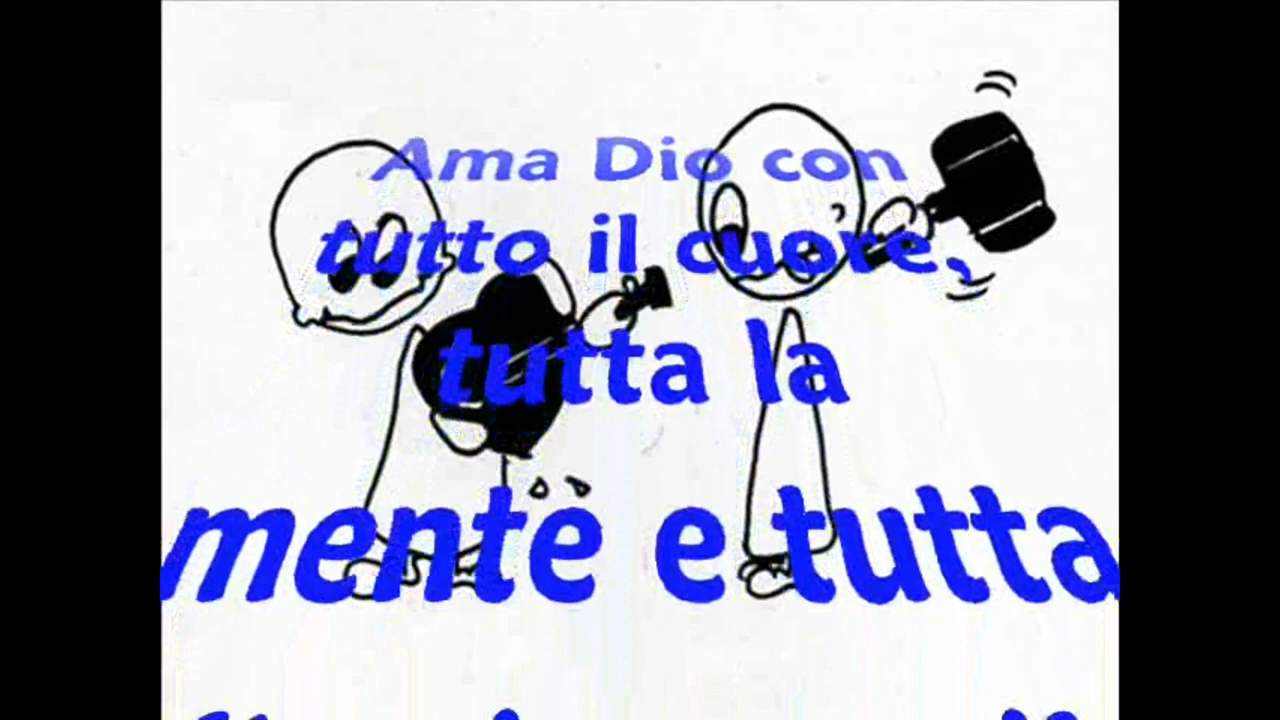 Ama Dio con
tutto il cuore,
tutta la
mente e tutta